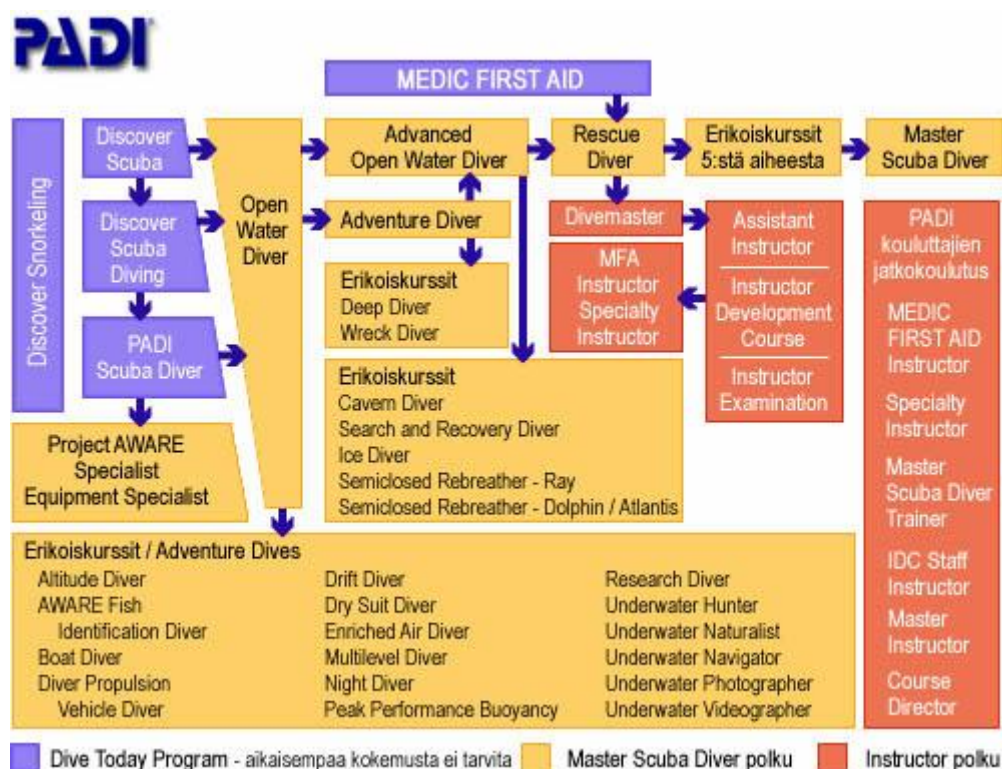 PADI
MEDIC FIRST AID
Discover Snorkeling
Discover
Scuba
Discover
Scuba
Diving
PADI
Scuba Diver
Project AWARE
Specialist
Equipment Specialist
Open
Water
Diver
Advanced
Open Water Diver
Adventure Diver
Erikoiskurssit
Deep Diver
Wreck Diver
Erikoiskurssit
Cavern Diver
Search and Recovery Diver
Ice Diver
Semiclosed Rebreather - Ray
Semiclosed Rebreather - Dolphin / Atlantis
Rescue
Diver
Divemaster
MFA
Instructor
Specialty
Instructor
Erikoiskurssit
5:stä aiheesta
Assistant
Instructor
Instructor
Development
Course
Instructor
Examination
Master
Scuba Diver
PADI
kouluttajien
jatkokoulutus
MEDIC
FIRST AID
Instructor
Specialty
Instructor
Master
Scuba Diver
Trainer
IDC Staff
Instructor
Master
Instructor
Course
Director
Erikoiskurssit / Adventure Dives
Altitude Diver
AWARE Fish
Identification Diver
Boat Diver
Diver Propulsion
Vehicle Diver
Drift Diver
Dry Suit Diver
Enriched Air Diver
Multilevel Diver
Night Diver
Peak Performance Buoyancy
Research Diver
Underwater Hunter
Underwater Naturalist
Underwater Navigator
Underwater Photographer
Underwater Videographer
Dive Today Program - aikaisempaa kokemusta ei tarvita
Master Scuba Diver polku
Instructor polku